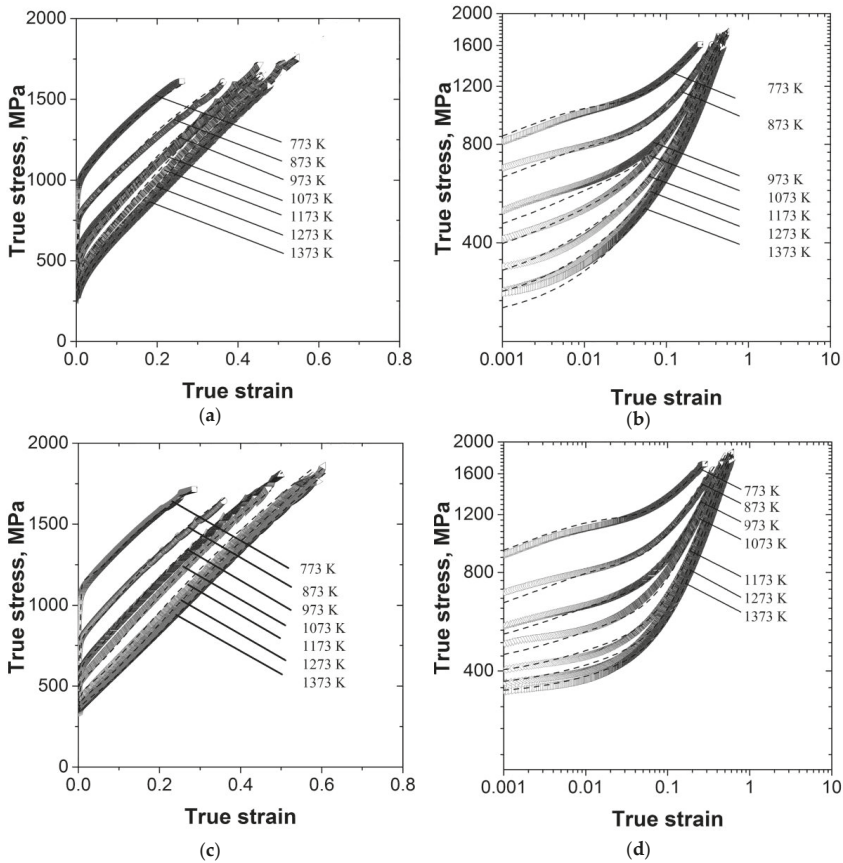 2000
1500
1000
500
0
True stress, MPa
773 K
873 K
973 K
1073 K
1173 K
1273 K
1373 K
0.0 0.2 0.4 0.6 0.8
True strain
(a)
2000
1600
1200
800
400
True stress, MPa
773 K
873 K
973 K
1073 K
1173 K
1273 K
1373 K
0.001 0.01 0.1 1 10
True strain
(b)
2000
1500
1000
500
0
True stress, MPa
773 K
873 K
973 K
1073 K
1173 K
1273 K
1373 K
0.0 0.2 0.4 0.6 0.8
True strain
(c)
2000
1600
1200
800
400
True stress, MPa
773 K
873 K
973 K
1073 K
1173 K
1273 K
1373 K
0.001 0.01 0.1 1 10
True strain
(d)